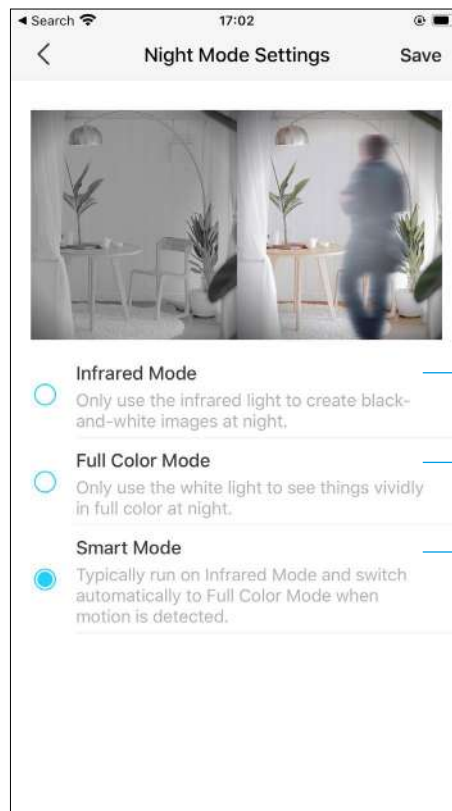 ◀ Search 17:02
Night Mode Settings Save
Infrared Mode
Only use the infrared light to create black-
and-white images at night.
Full Color Mode
Only use the white light to see things vividly
in full color at night.
Smart Mode
Typically run on Infrared Mode and switch
automatically to Full Color Mode when
motion is detected.